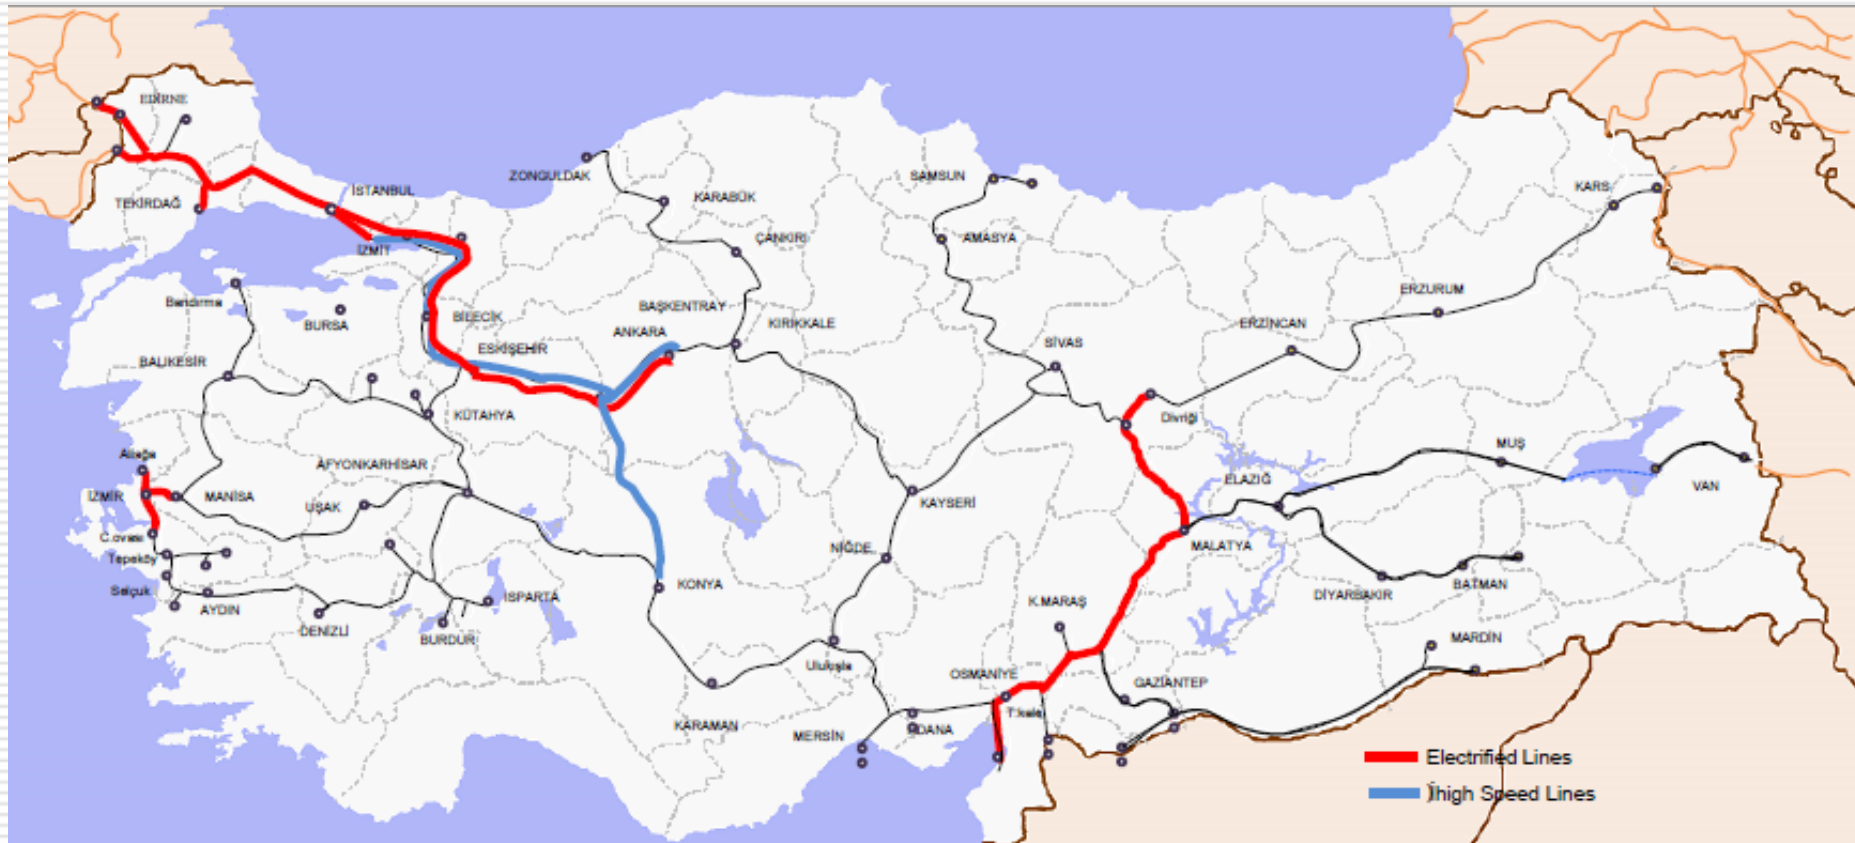 EDİRNE
ZONGULDAK
SAMSUN
KARS
İSTANBUL
TEKİRDAĞ
KARABÜK
ÇANKIRI
AMASYA
İZMİT
Bandırma
BİLECİK
BAŞKENTRAY
ERZURUM
BURSA
ANKARA
KIRIKKALE
ERZİNCAN
ESKİŞEHİR
SİVAS
BALIKESİR
KÜTAHYA
Divriği
MUŞ
Aliağa
AFYONKARHİSAR
ELAZIĞ
VAN
İZMİR
MANİSA
UŞAK
KAYSERİ
C.ovası
MALATYA
Tepeköy
NİĞDE
Selçuk
KONYA
BATMAN
DİYARBAKIR
AYDIN
İSPARTA
K.MARAŞ
DENİZLİ
BURDUR
MARDİN
Ulukışla
OSMANİYE
GAZİANTEP
T.kale
KARAMAN
MERSİN
DANA
Electrified Lines
İhigh Speed Lines